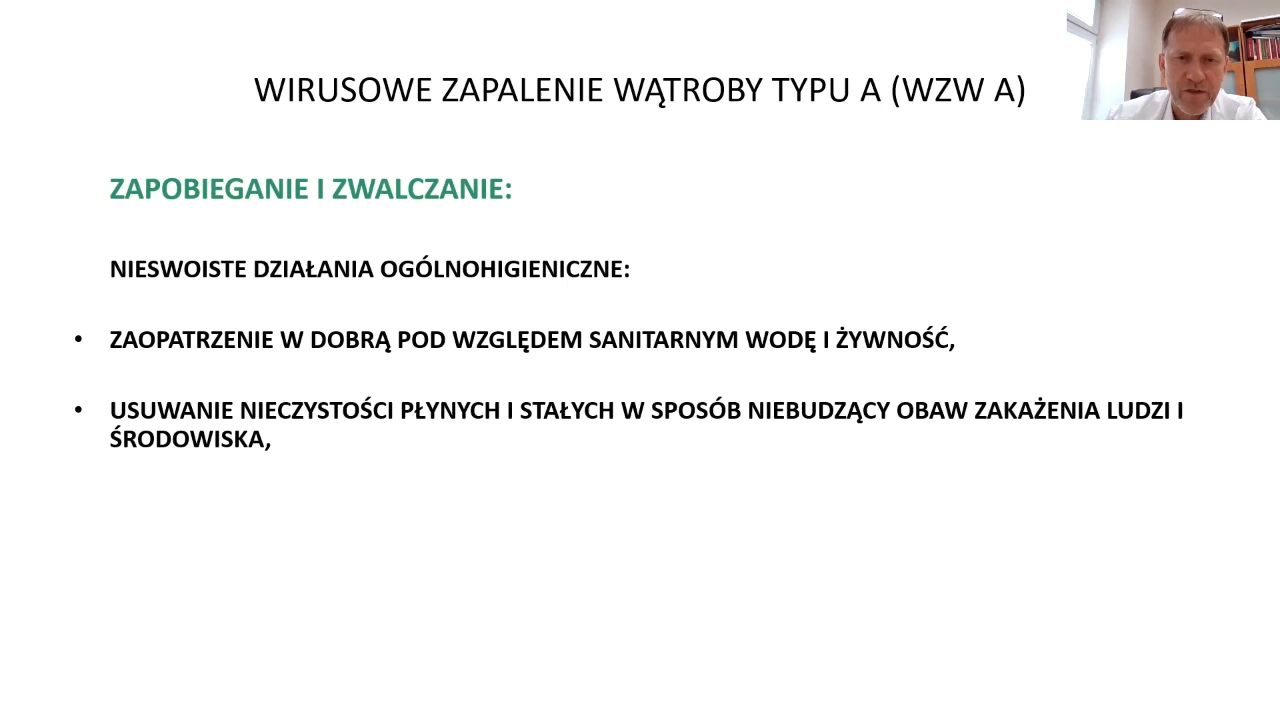 WIRUSOWE ZAPALENIE WĄTROBY TYPU A (WZW A)
ZAPOBIEGANIE I ZWALCZANIE:
NIESWOISTE DZIAŁANIA OGÓLNOHIGIENICZNE:
• ZAOPATRZENIE W DOBRĄ POD WZGLĘDEM SANITARNYM WODĘ I ŻYWNOŚĆ,
• USUWANIE NIECZYSTOŚCI PŁYNYCH I STAŁYCH W SPOSÓB NIEBUDZĄCY OBAW ZAKAŻENIA LUDZI I
ŚRODOWISKA,